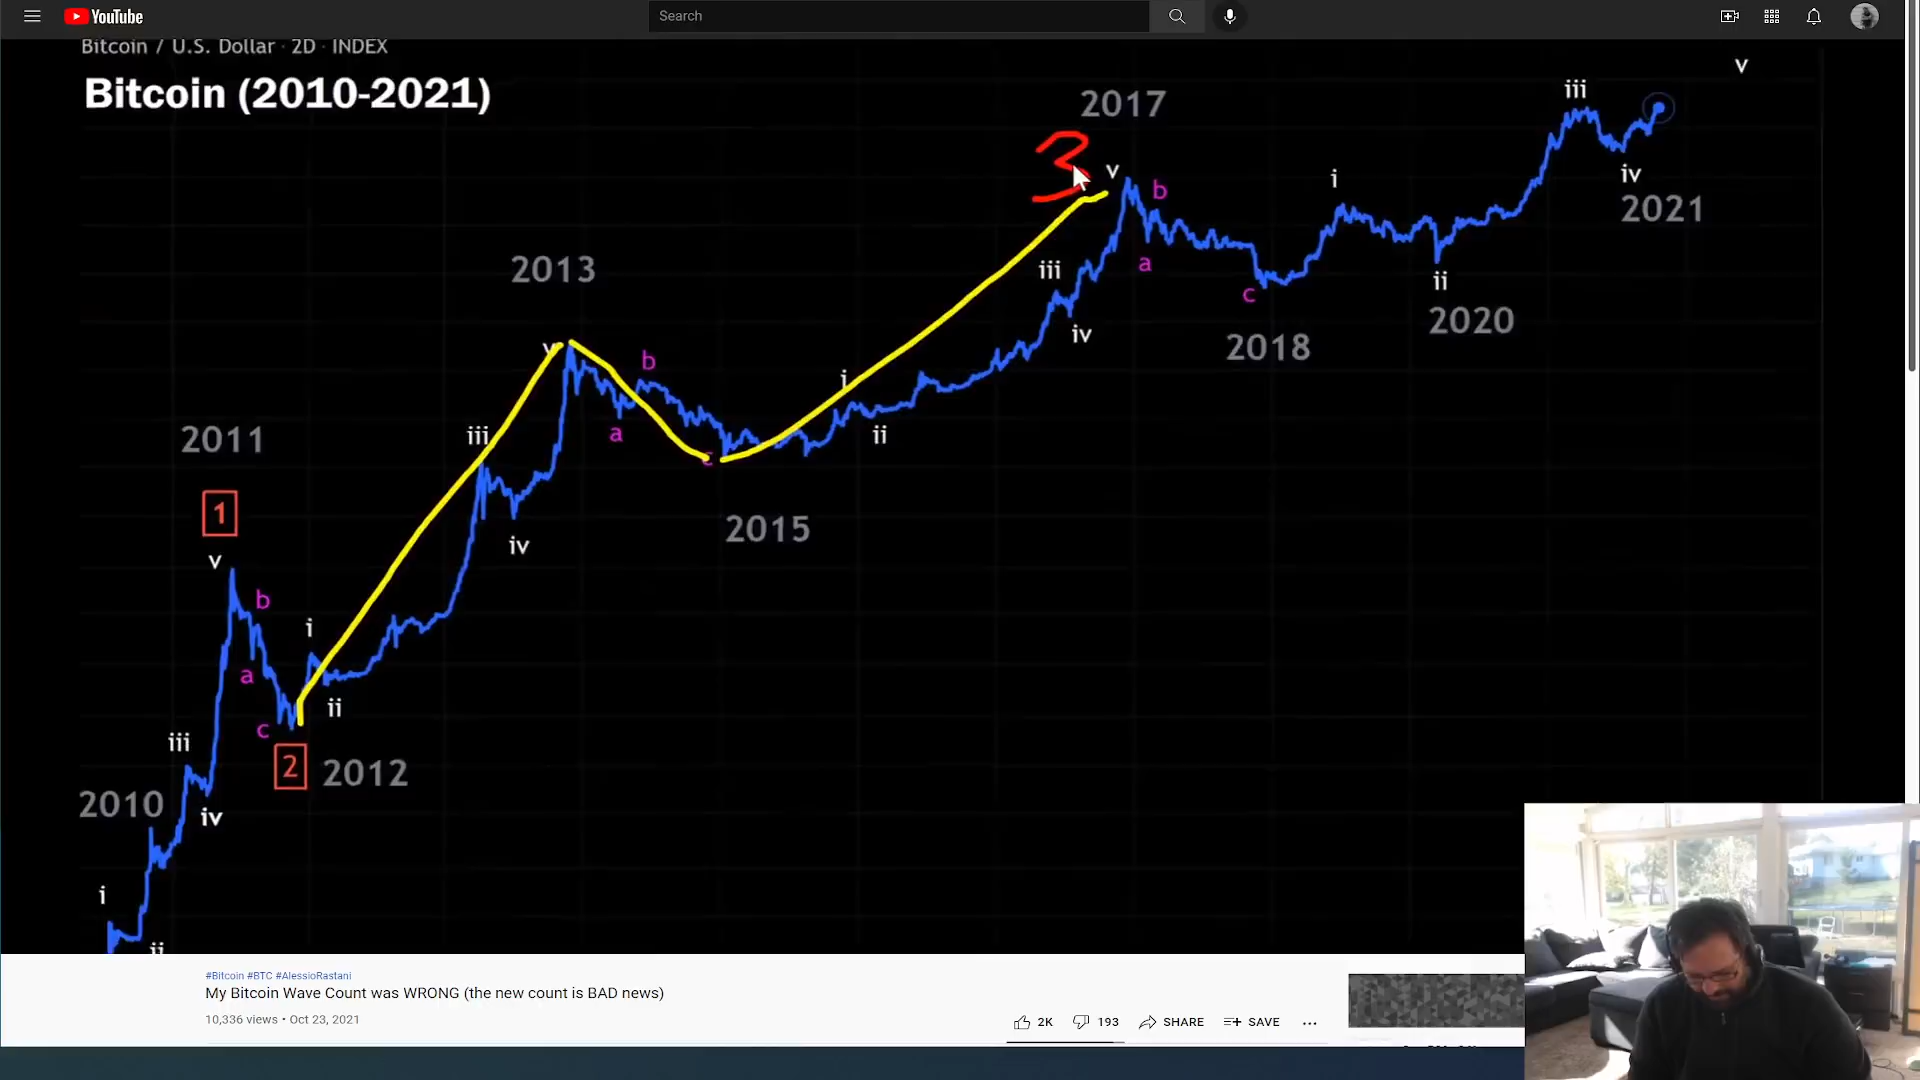 YouTube
Search
Bitcoin / U.S. Dollar · 2D · INDEX
Bitcoin (2010-2021)
v
iii
2017
3
v
b
i
iv
2021
a
iii
ii
c
2020
2013
iv
2018
v
b
i
a
c
ii
2011
iii
2015
1
iv
v
b
i
a
ii
c
iii
2
2012
2010
iv
i
ii
#Bitcoin #BTC #AlessioRastani
My Bitcoin Wave Count was WRONG (the new count is BAD news)
10,336 views • Oct 23, 2021
2K
193
SHARE
SAVE